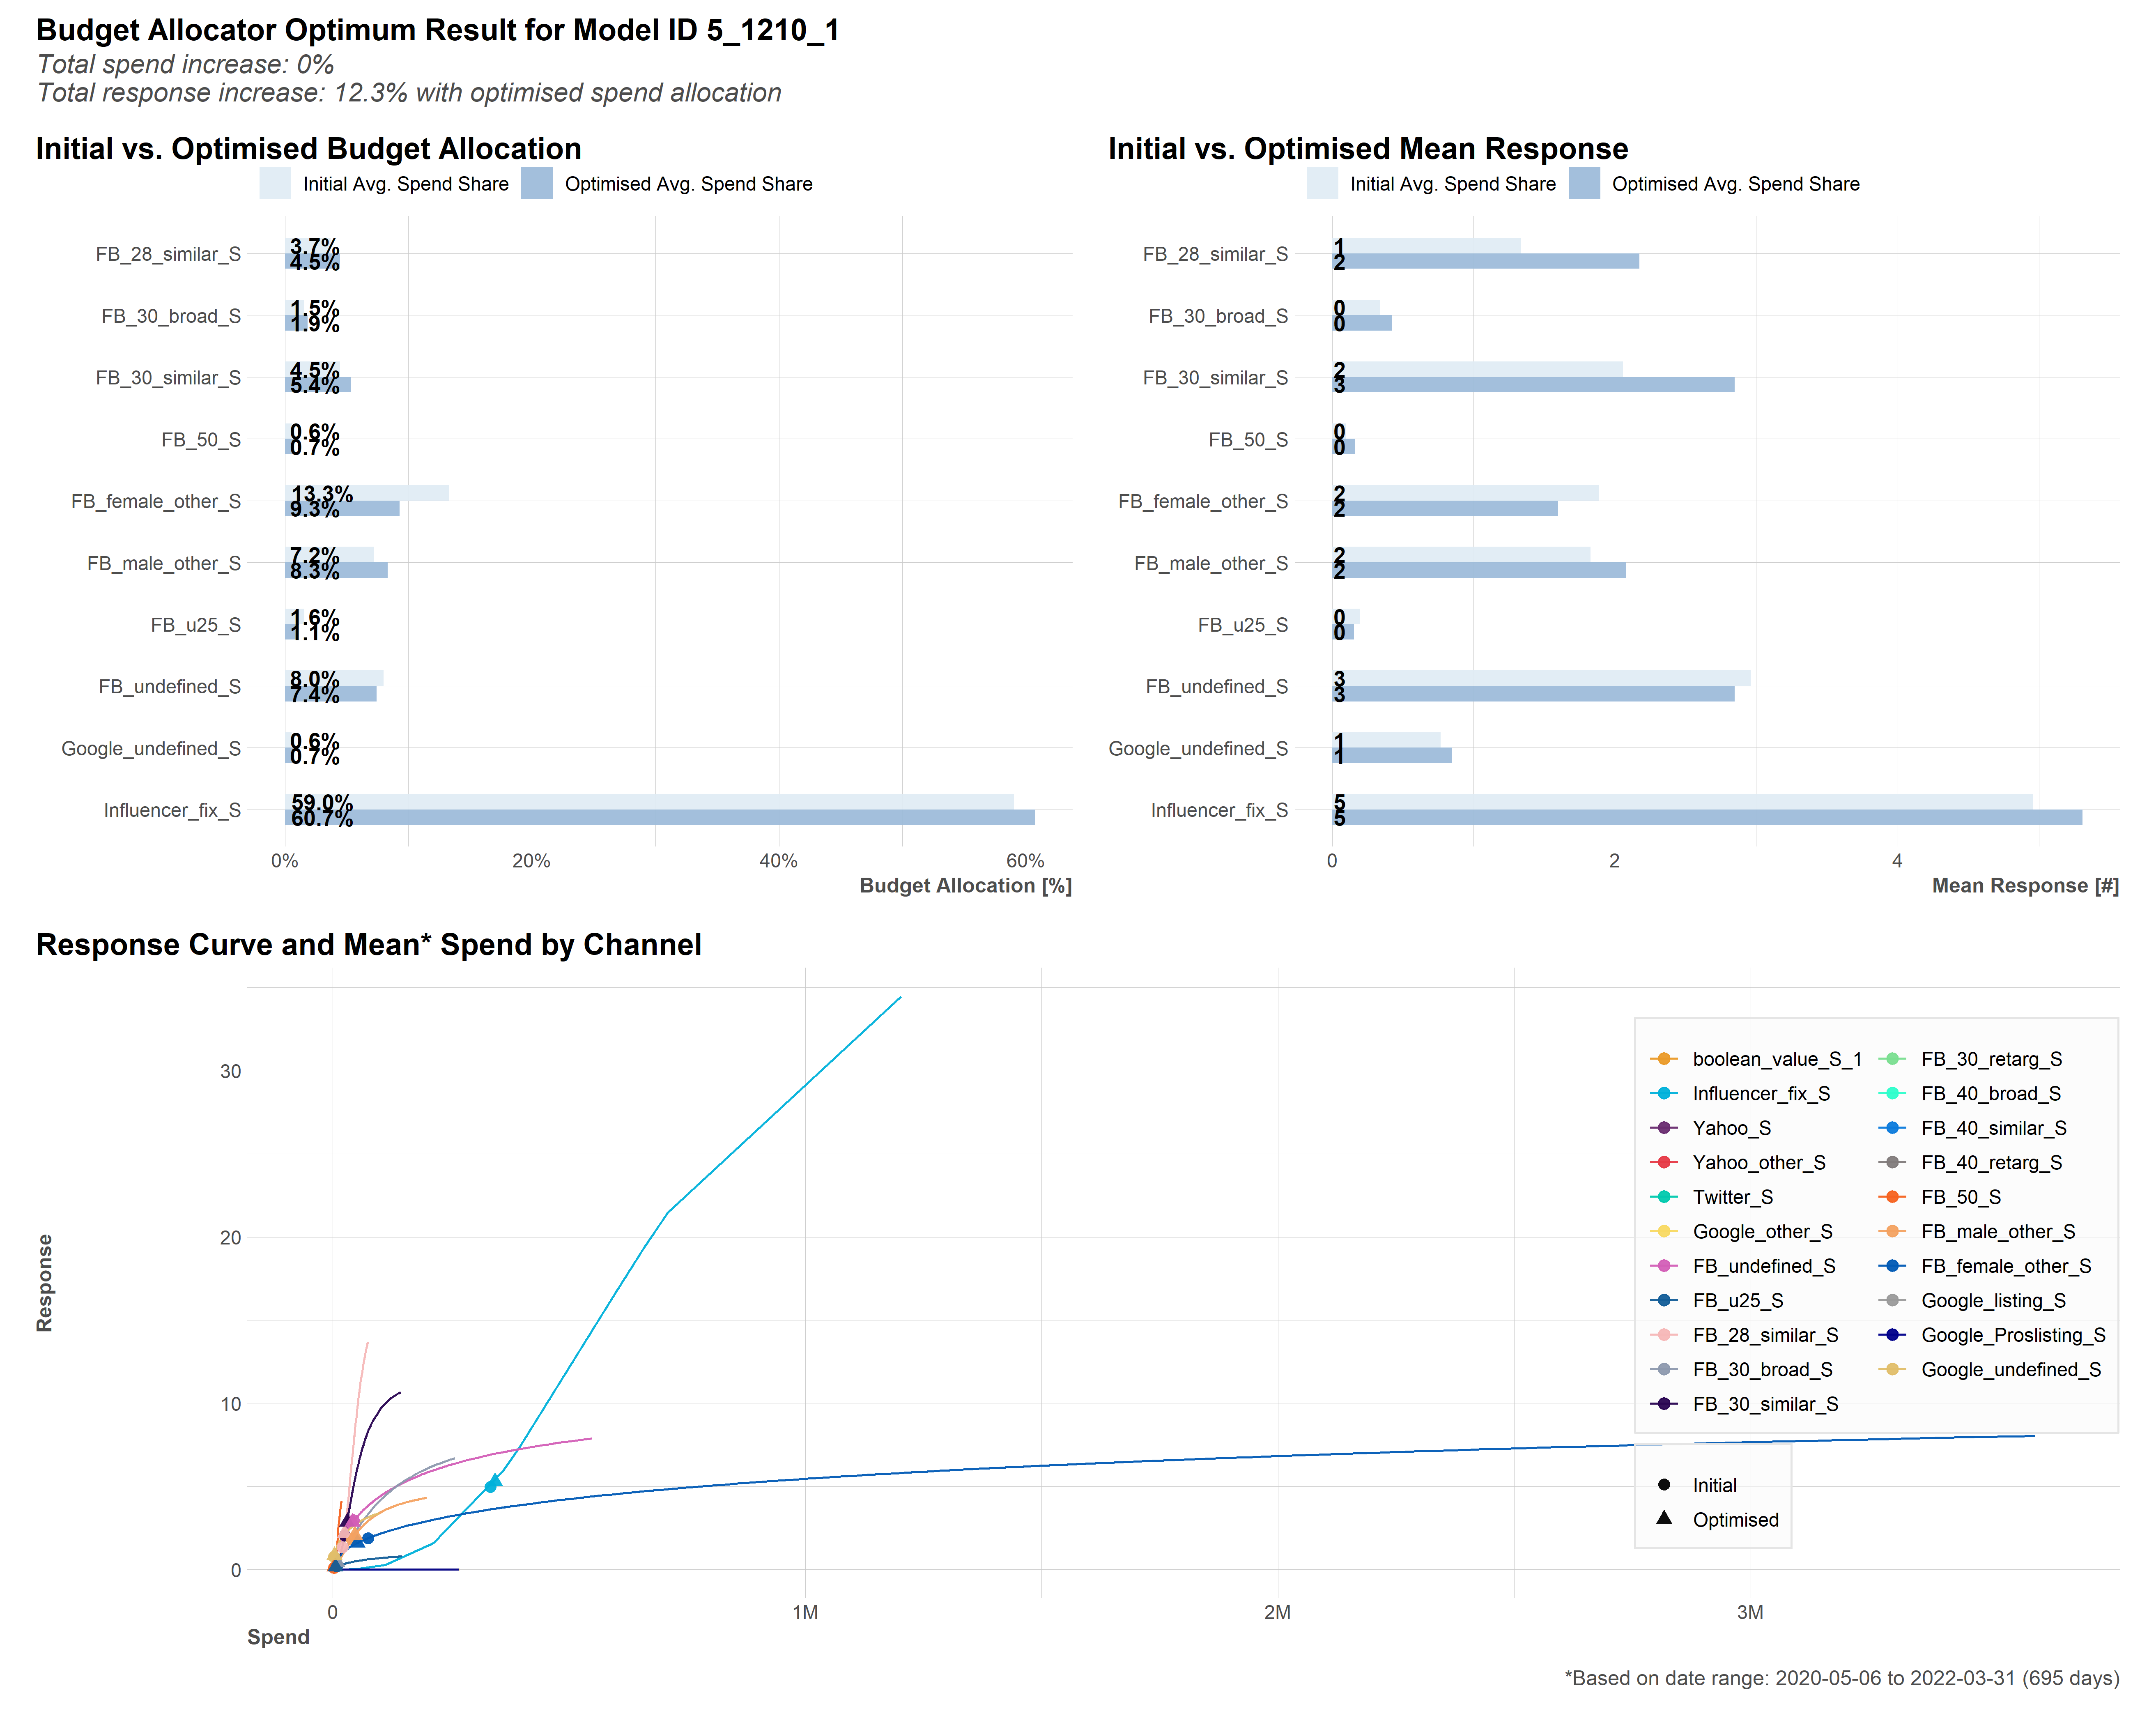 Budget Allocator Optimum Result for Model ID 5_1210_1
Total spend increase: 0%
Total response increase: 12.3% with optimised spend allocation
Initial vs. Optimised Budget Allocation
Initial Avg. Spend Share
Optimised Avg. Spend Share
FB_28_similar_S
3.7%
4.5%
FB_30_broad_S
1.5%
1.9%
FB_30_similar_S
4.5%
5.4%
FB_50_S
0.6%
0.7%
FB_female_other_S
13.3%
9.3%
FB_male_other_S
7.2%
8.3%
FB_u25_S
1.6%
1.1%
FB_undefined_S
8.0%
7.4%
Google_undefined_S
0.6%
0.7%
Influencer_fix_S
59.0%
60.7%
0%
20%
40%
60%
Budget Allocation [%]
Initial vs. Optimised Mean Response
Initial Avg. Spend Share
Optimised Avg. Spend Share
FB_28_similar_S
1
2
FB_30_broad_S
0
0
FB_30_similar_S
2
3
FB_50_S
0
0
FB_female_other_S
2
2
FB_male_other_S
2
2
FB_u25_S
0
0
FB_undefined_S
3
3
Google_undefined_S
1
1
Influencer_fix_S
5
5
0
2
4
Mean Response [#]
Response Curve and Mean* Spend by Channel
Response
30
20
10
0
0
1M
2M
3M
Spend
boolean_value_S_1
Influencer_fix_S
Yahoo_S
Yahoo_other_S
Twitter_S
Google_other_S
FB_undefined_S
FB_u25_S
FB_28_similar_S
FB_30_broad_S
FB_30_similar_S
FB_30_retarg_S
FB_40_broad_S
FB_40_similar_S
FB_40_retarg_S
FB_50_S
FB_male_other_S
FB_female_other_S
Google_listing_S
Google_Proslisting_S
Google_undefined_S
Initial
Optimised
*Based on date range: 2020-05-06 to 2022-03-31 (695 days)